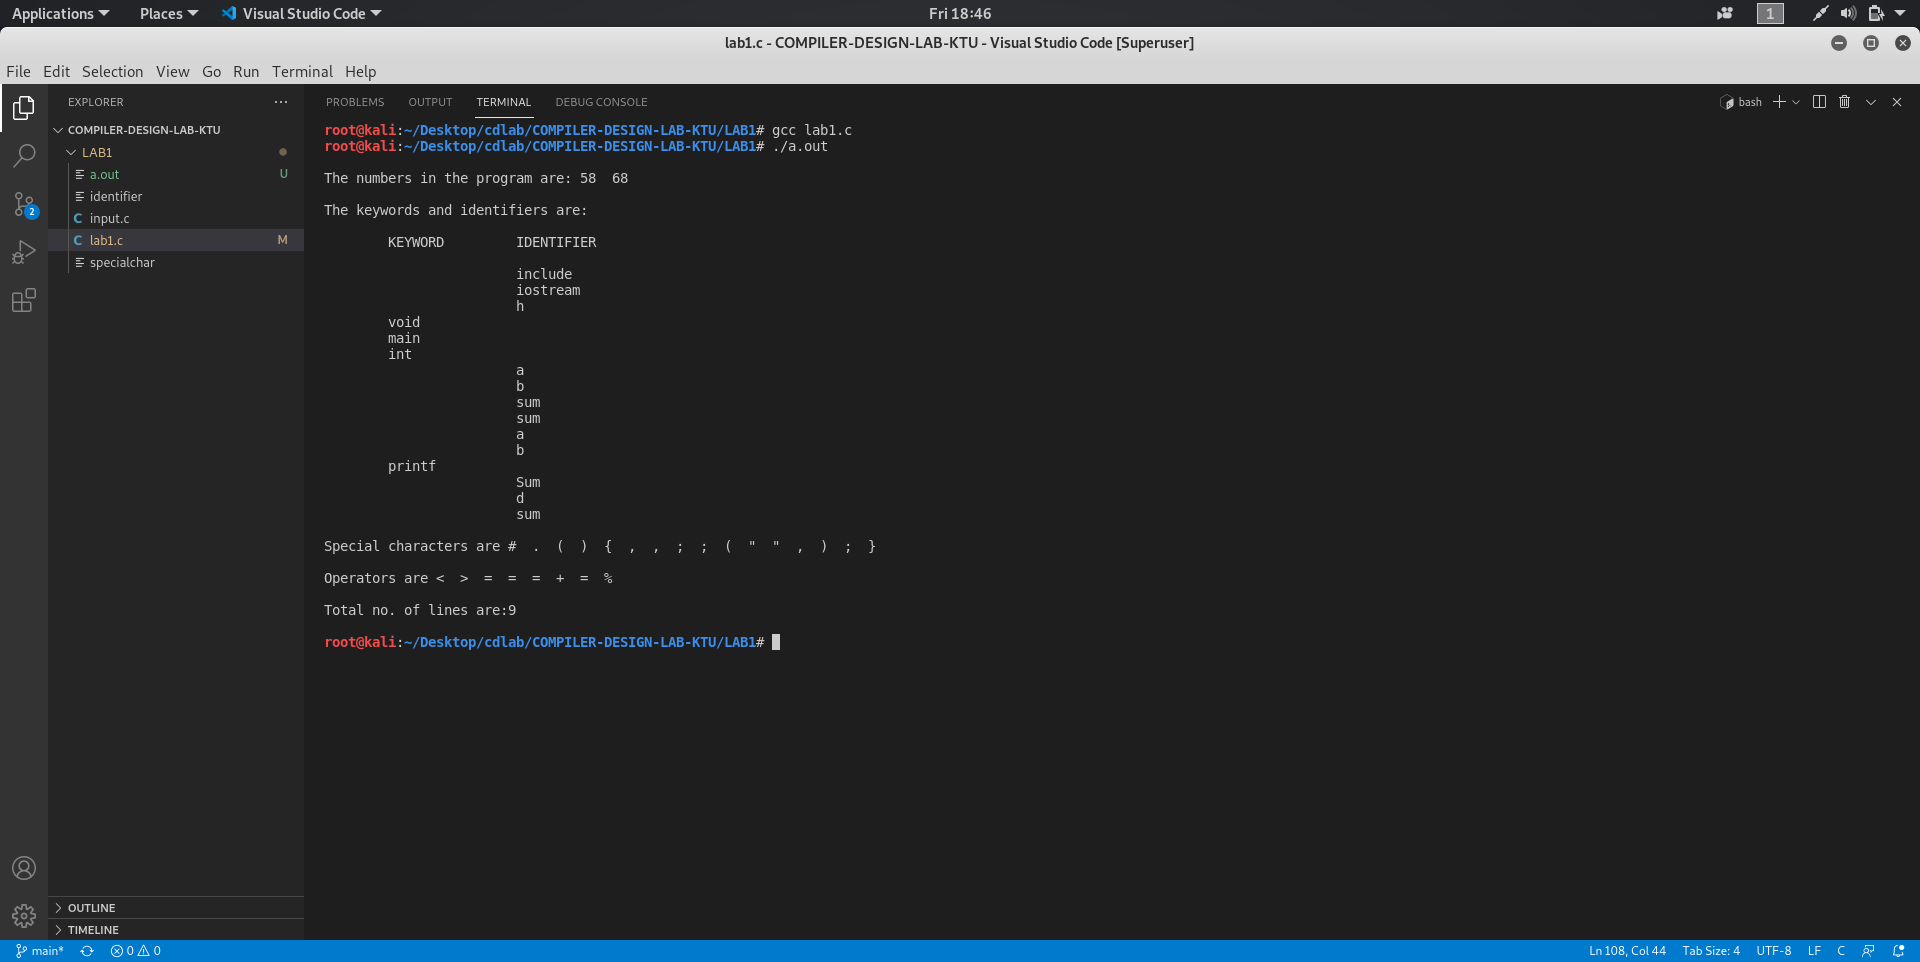 Applications Places Visual Studio Code Fri 18:46 1
lab1.c - COMPILER-DESIGN-LAB-KTU - Visual Studio Code [Superuser]
File Edit Selection View Go Run Terminal Help
EXPLORER ...
COMPILER-DESIGN-LAB-KTU
LAB1
a.out U
identifier
2
input.c
lab1.c M
specialchar
OUTLINE
TIMELINE
PROBLEMS OUTPUT TERMINAL DEBUG CONSOLE bash
root@kali:~/Desktop/cdlab/COMPILER-DESIGN-LAB-KTU/LAB1# gcc lab1.c
root@kali:~/Desktop/cdlab/COMPILER-DESIGN-LAB-KTU/LAB1# ./a.out
The numbers in the program are: 58  68
The keywords and identifiers are:
KEYWORD IDENTIFIER
include
iostream
h
void
main
int
a
b
sum
sum
a
b
printf
Sum
d
sum
Special characters are #  .  (  )  {  ,  ,  ;  ;  (  "  "  ,  )  ;  }
Operators are <  >  =  =  =  +  =  %
Total no. of lines are:9
root@kali:~/Desktop/cdlab/COMPILER-DESIGN-LAB-KTU/LAB1#
main* 0 0 Ln 108, Col 44 Tab Size: 4 UTF-8 LF C